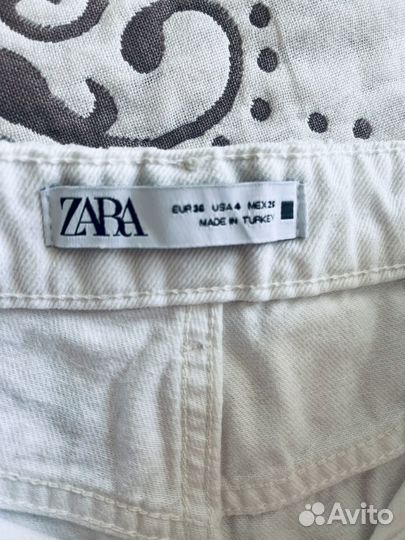 ZARA
EUR 36 USA 4 MEX 26
MADE IN TURKEY
Avito